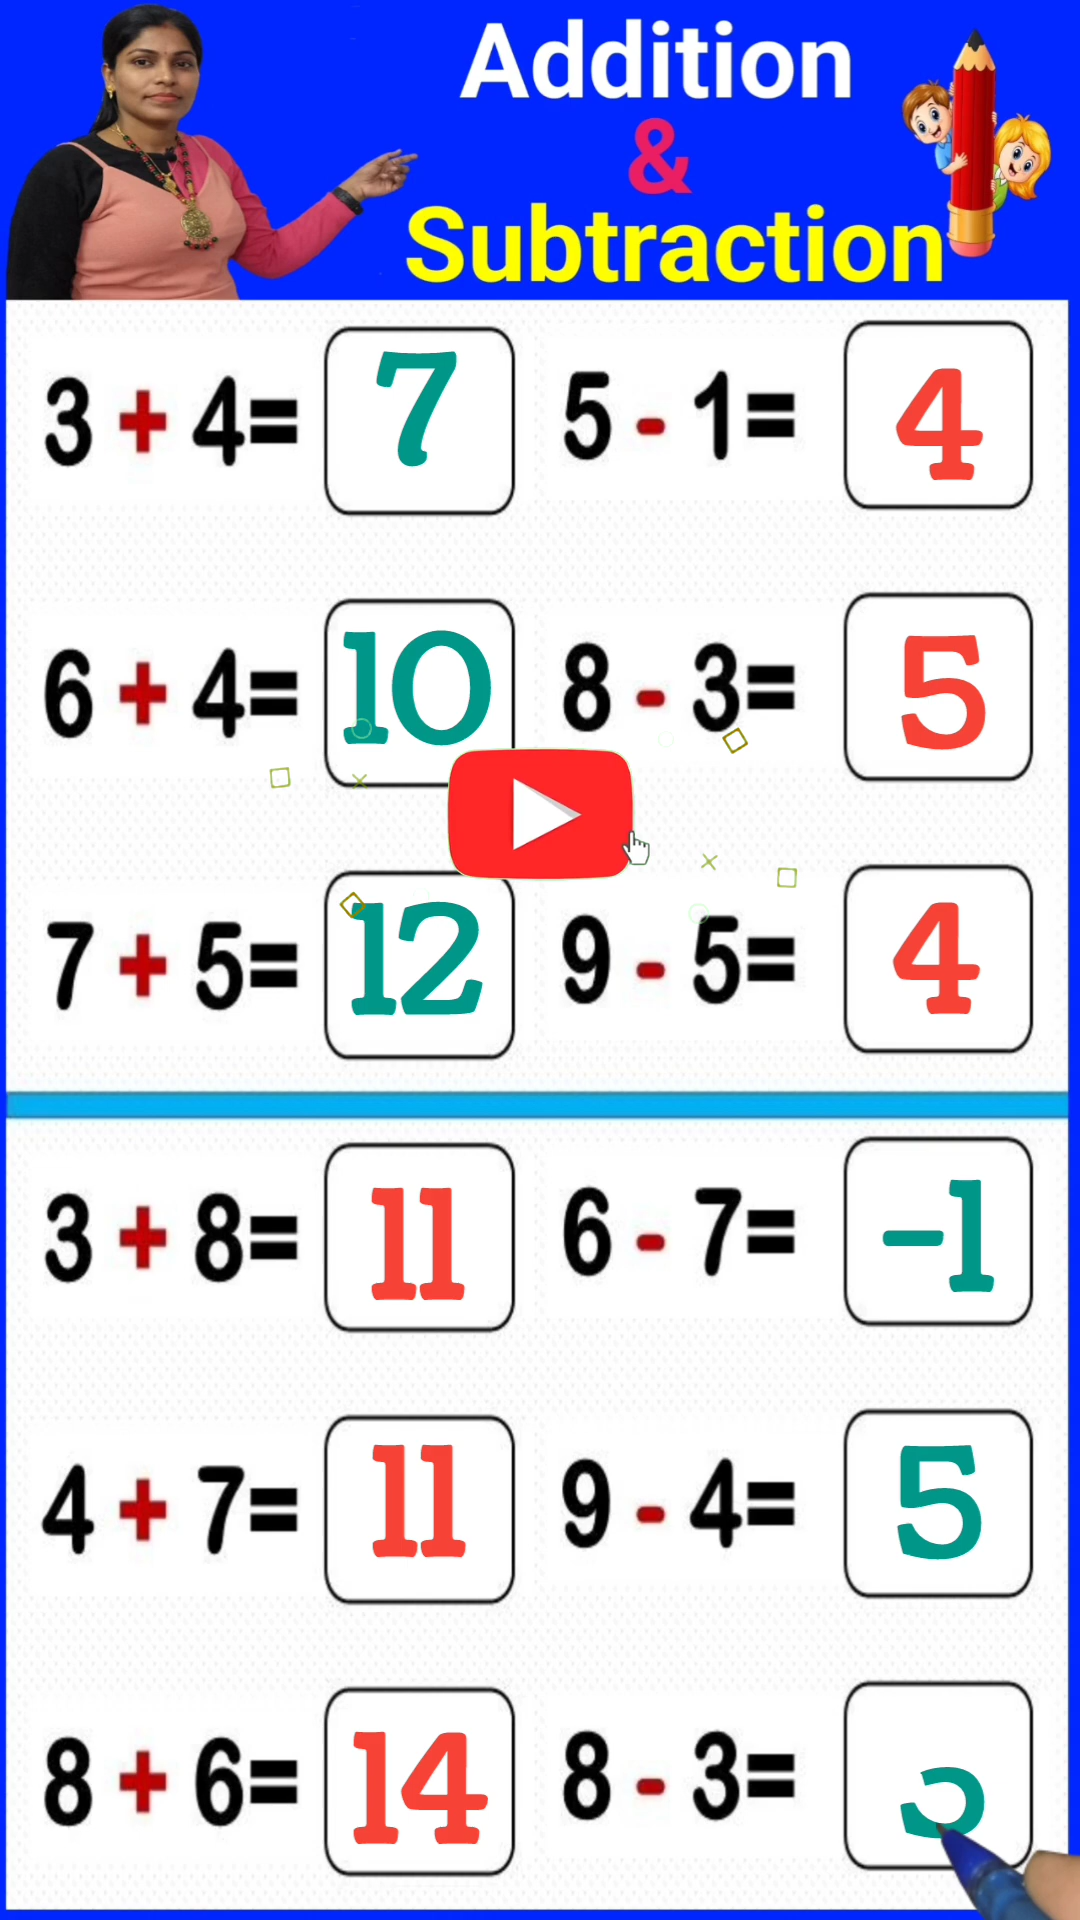 Addition
&
Subtraction
3 + 4= 7
5 - 1= 4
6 + 4= 10
8 - 3= 5
7 + 5= 12
9 - 5= 4
3 + 8= 11
6 - 7= -1
4 + 7= 11
9 - 4= 5
8 + 6= 14
8 - 3=